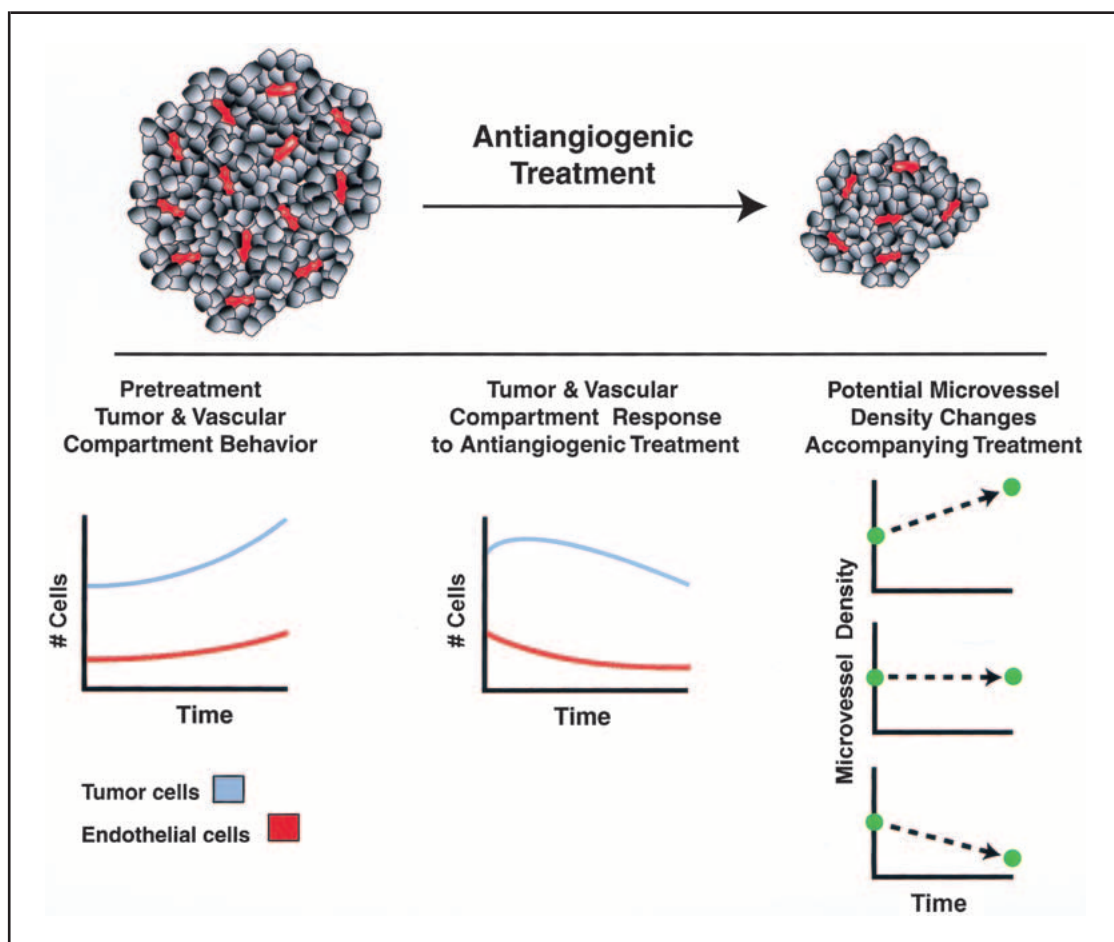 Antiangiogenic
Treatment
Pretreatment
Tumor & Vascular
Compartment Behavior
# Cells
Time
Tumor & Vascular
Compartment Response
to Antiangiogenic Treatment
# Cells
Time
Potential Microvessel
Density Changes
Accompanying Treatment
Microvessel Density
Time
Tumor cells
Endothelial cells